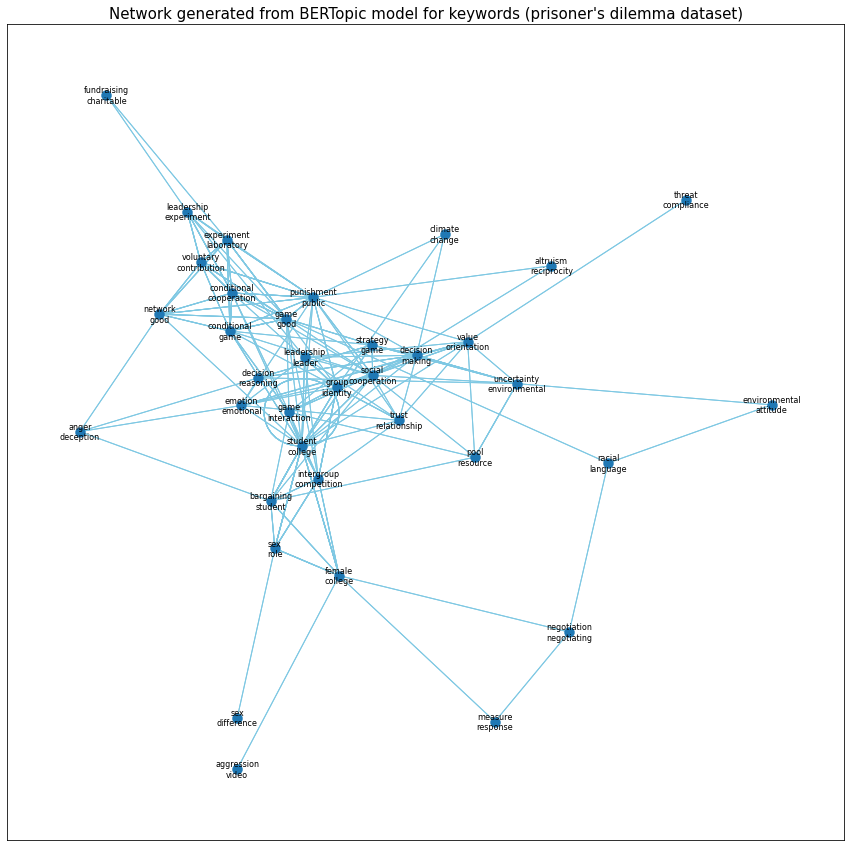 Network generated from BERTopic model for keywords (prisoner's dilemma dataset)
fundraising
charitable
threat
compliance
leadership
experiment
experiment
laboratory
climate
change
voluntary
contribution
altruism
reciprocity
conditional
cooperation
punishment
public
network
good
game
good
conditional
game
strategy
game
value
orientation
leadership
leader
decision
making
decision
reasoning
social
cooperation
group
identity
uncertainty
environmental
emotion
emotional
game
interaction
environmental
attitude
trust
relationship
anger
deception
student
college
pool
resource
racial
language
intergroup
competition
bargaining
student
sex
role
female
college
negotiation
negotiating
sex
difference
measure
response
aggression
video